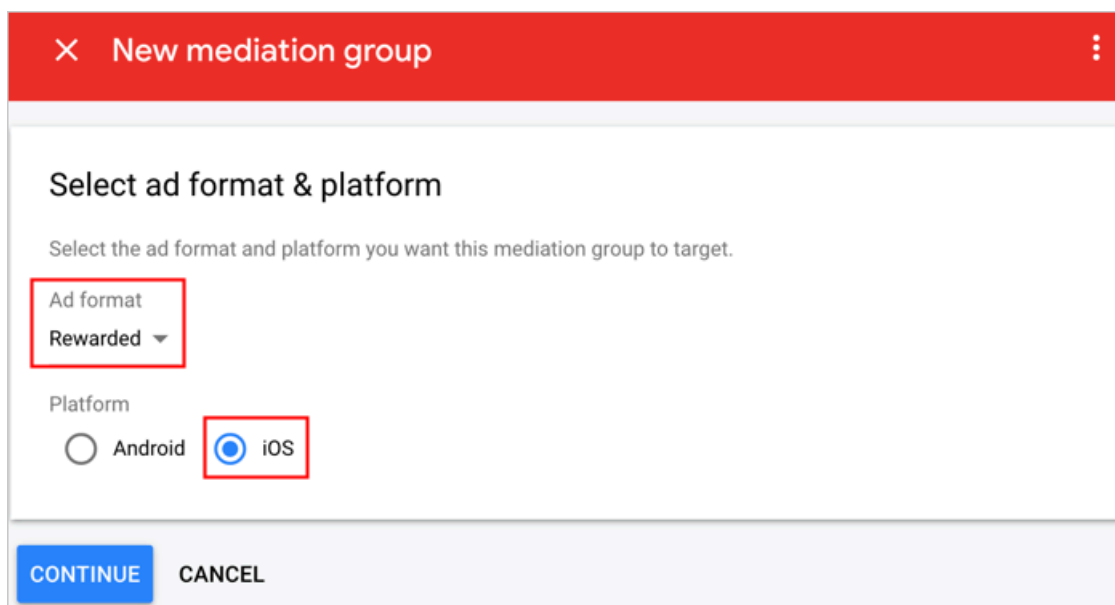 New mediation group
Select ad format & platform
Select the ad format and platform you want this mediation group to target.
Ad format
Rewarded
Platform
Android iOS
CONTINUE CANCEL